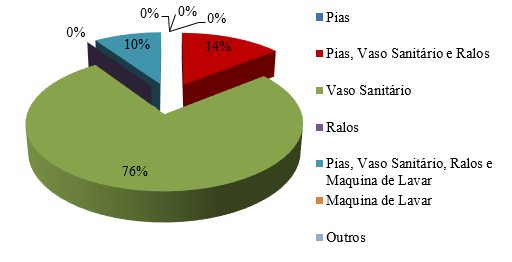 0%
0%
0%
0%
10%
14%
76%
Pias
Pias, Vaso Sanitário e Ralos
Vaso Sanitário
Ralos
Pias, Vaso Sanitário, Ralos e
Maquina de Lavar
Maquina de Lavar
Outros